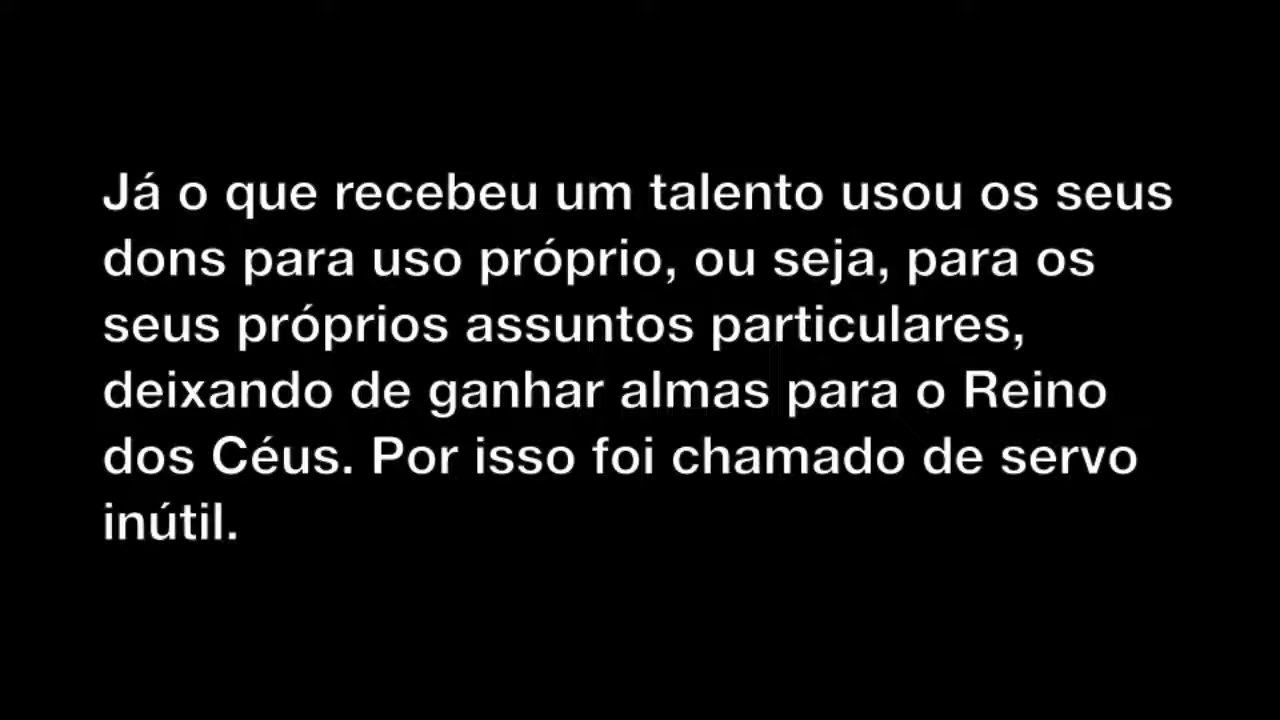 Já o que recebeu um talento usou os seus
dons para uso próprio, ou seja, para os
seus próprios assuntos particulares,
deixando de ganhar almas para o Reino
dos Céus. Por isso foi chamado de servo
inútil.